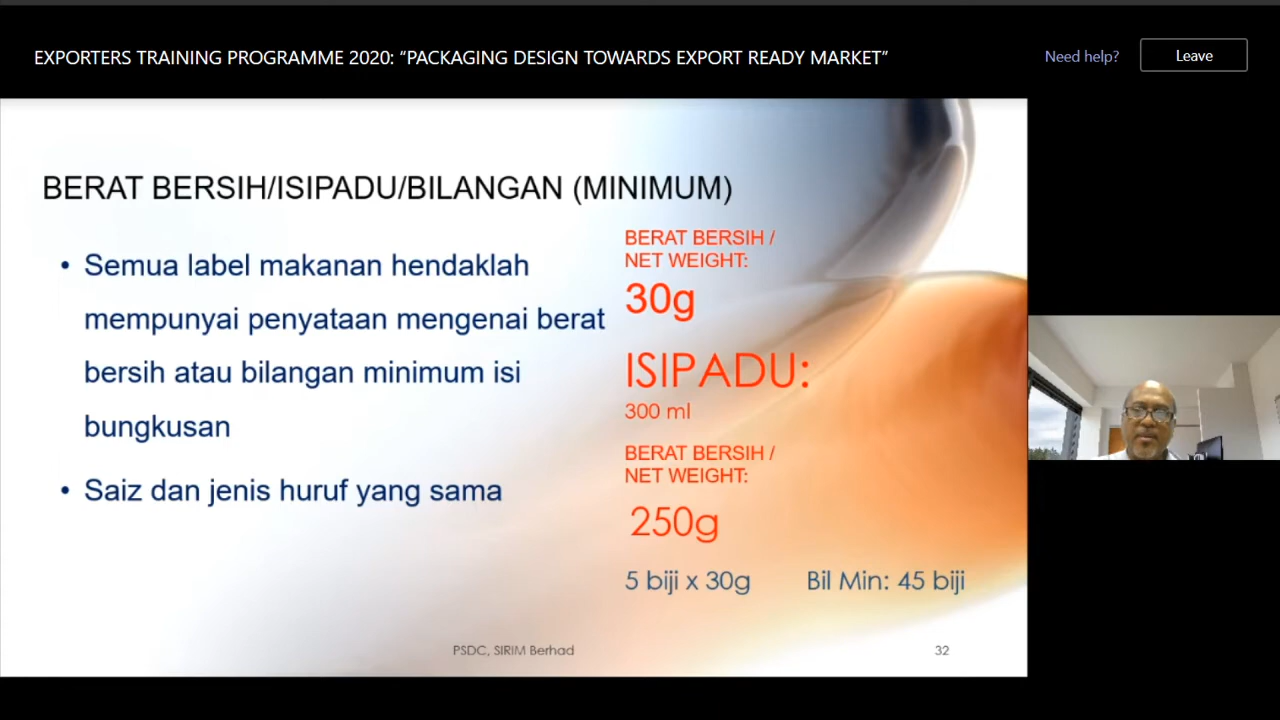 EXPORTERS TRAINING PROGRAMME 2020: “PACKAGING DESIGN TOWARDS EXPORT READY MARKET”
Need help?
Leave
BERAT BERSIH/ISIPADU/BILANGAN (MINIMUM)
• Semua label makanan hendaklah
mempunyai penyataan mengenai berat
bersih atau bilangan minimum isi
bungkusan
• Saiz dan jenis huruf yang sama
BERAT BERSIH /
NET WEIGHT:
30g
ISIPADU:
300 ml
BERAT BERSIH /
NET WEIGHT:
250g
5 biji x 30g
Bil Min: 45 biji
PSDC, SIRIM Berhad
32